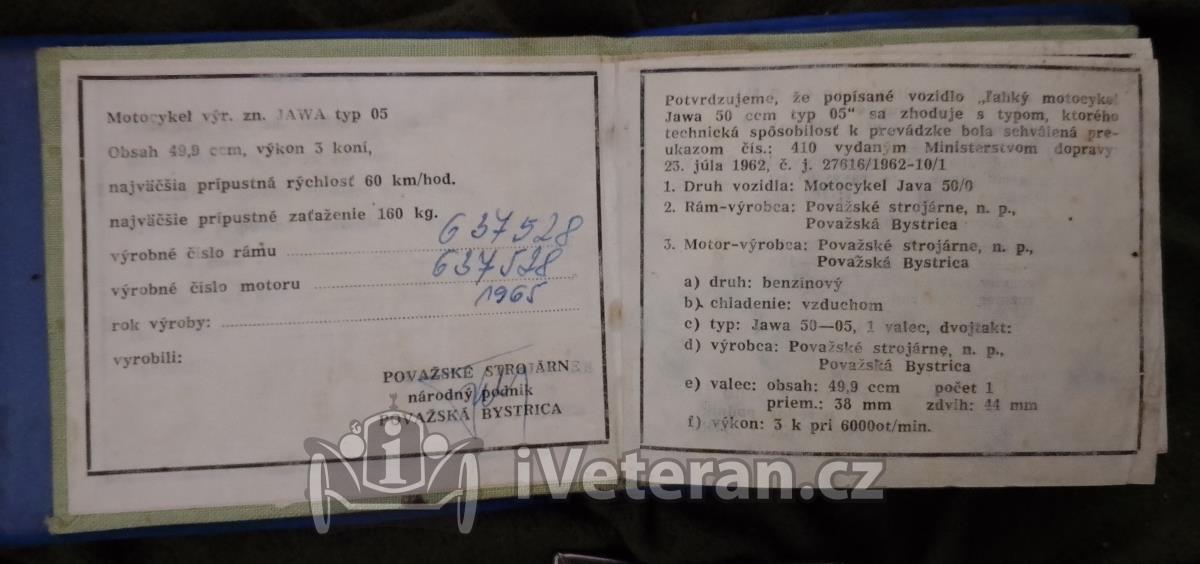 Motocykel výr. zn. JAWA typ 05
Obsah 49,9 ccm, výkon 3 koní,
najväčšia prípustná rýchlosť 60 km/hod.
najväčšie prípustné zaťaženie 160 kg.
výrobné číslo rámu 637528
výrobné číslo motoru 637528
rok výroby: 1965
vyrobili:
POVAŽSKÉ STROJÁRN
národný podnik
POVAŽSKÁ BYSTRICA
Potvrdzujeme, že popísané vozidlo „ľahký motocykel
Jawa 50 ccm typ 05“ sa zhoduje s typom, ktorého
technická spôsobilosť k prevádzke bola schválená pre-
ukazom čís.: 410 vydaným Ministerstvom dopravy
23. júla 1962, č. j. 27616/1962-10/1
1. Druh vozidla: Motocykel Java 50/0
2. Rám-výrobca: Považské strojárne, n. p.,
Považská Bystrica
3. Motor-výrobca: Považské strojárne, n. p.,
Považská Bystrica
a) druh: benzínový
b) chladenie: vzduchom
c) typ: Jawa 50—05, 1 valec, dvojtakt:
d) výrobca: Považské strojárne, n. p.,
Považská Bystrica
e) valec: obsah: 49,9 ccm počet 1
priem.: 38 mm zdvih: 44 mm
f) výkon: 3 k pri 6000ot/min.
iVeteran.cz